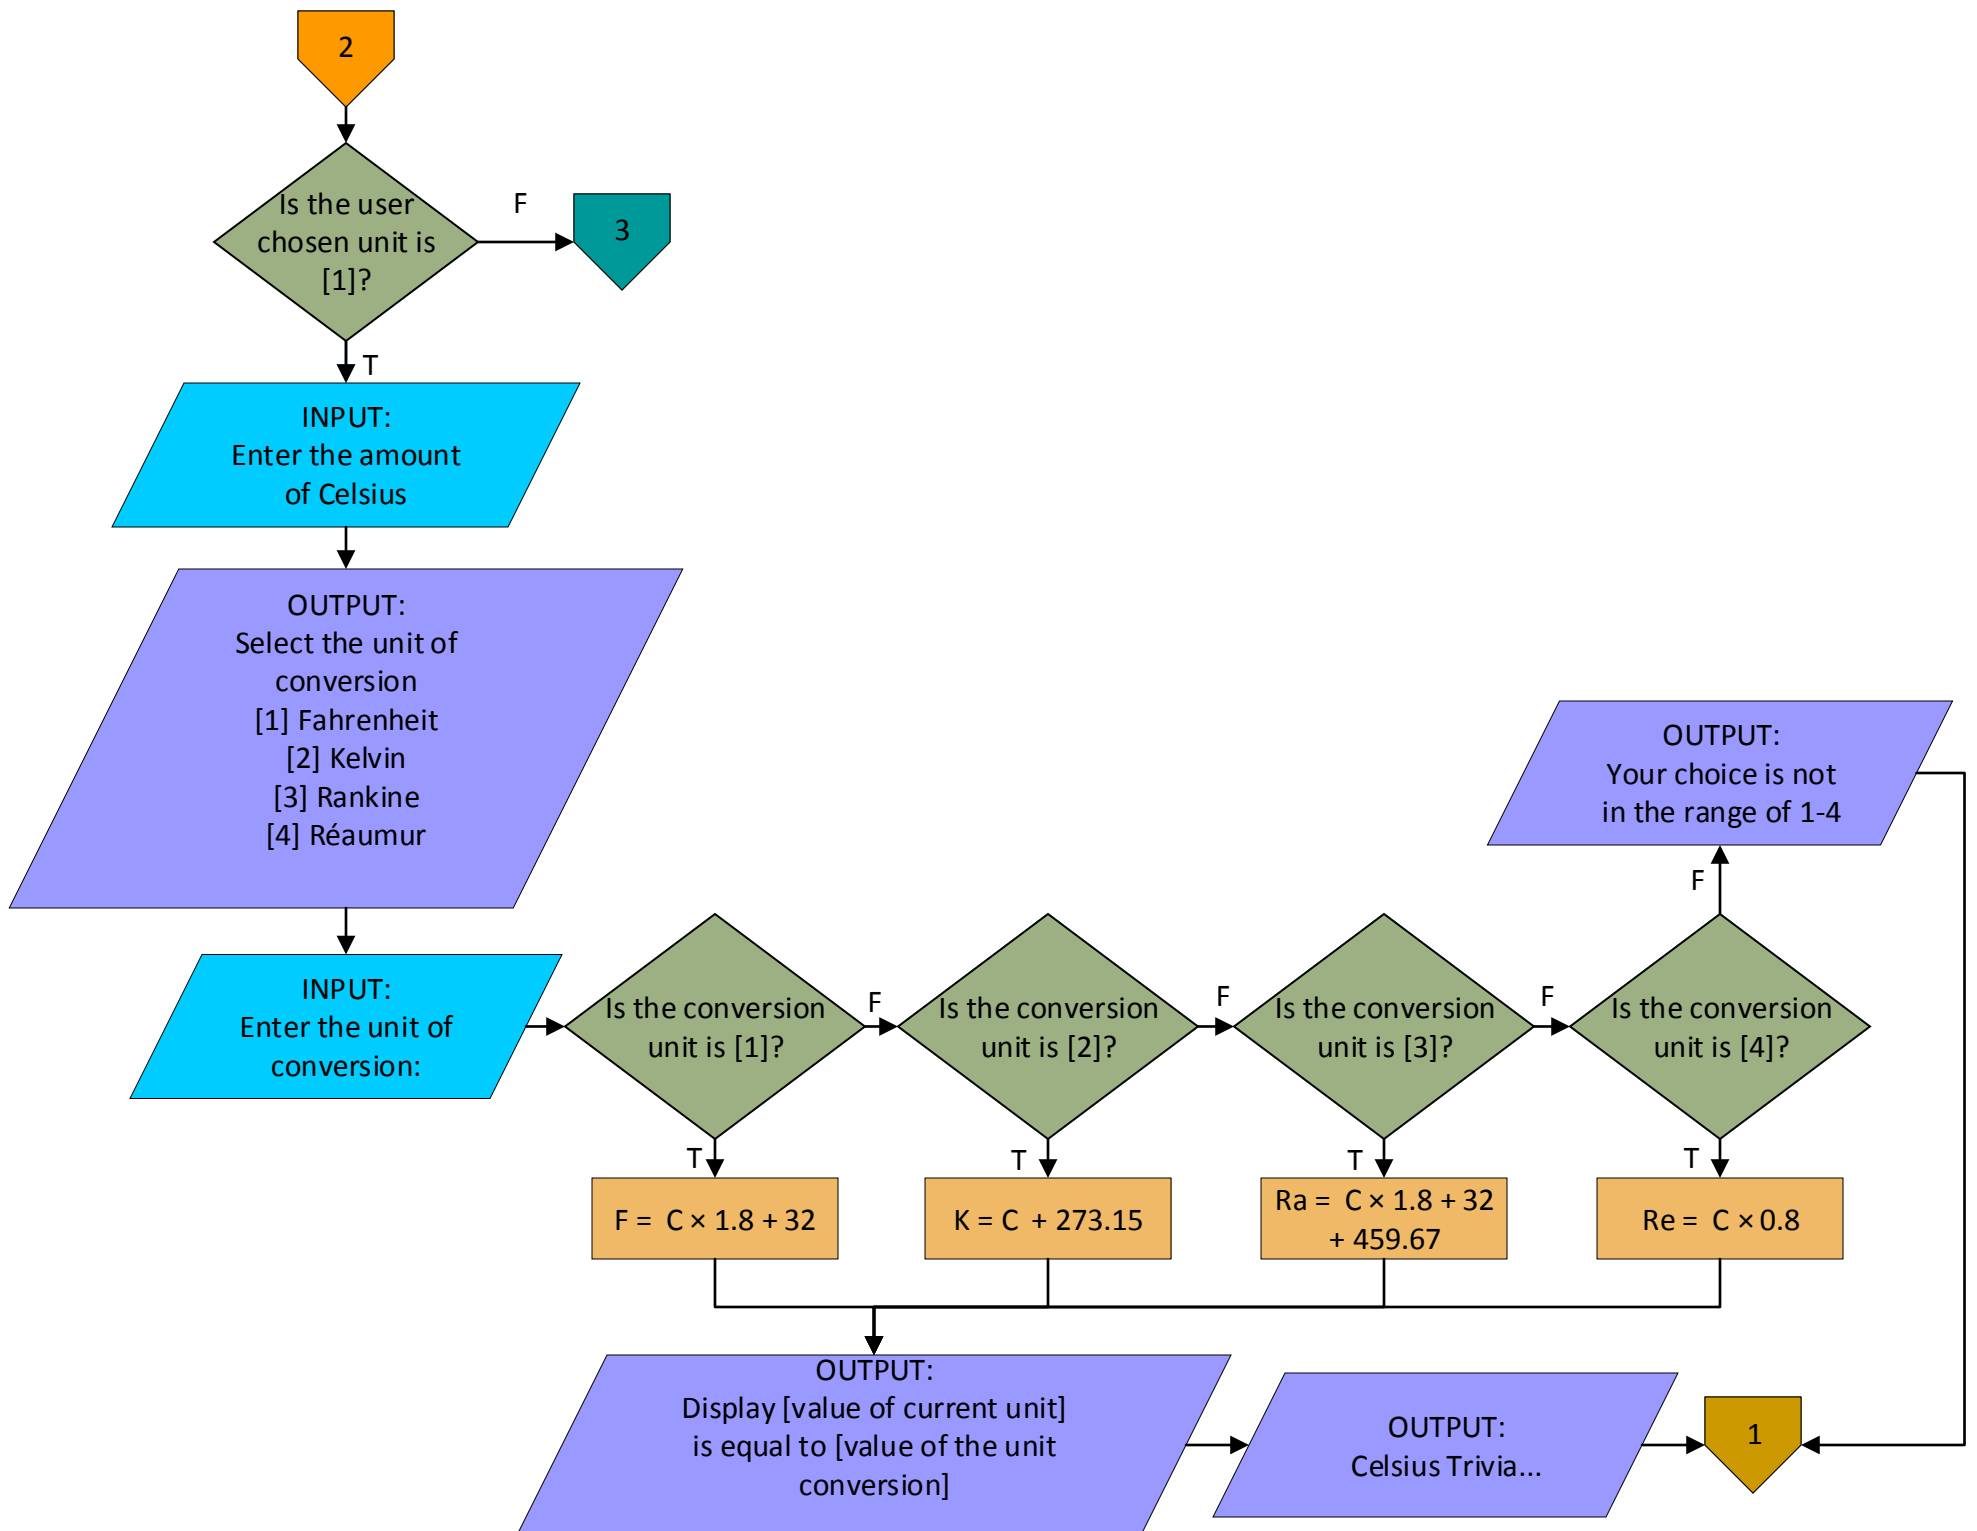 2
Is the user
chosen unit is
[1]?
F
3
T
INPUT:
Enter the amount
of Celsius
OUTPUT:
Select the unit of
conversion
[1] Fahrenheit
[2] Kelvin
[3] Rankine
[4] Réaumur
INPUT:
Enter the unit of
conversion:
Is the conversion
unit is [1]?
F
Is the conversion
unit is [2]?
F
Is the conversion
unit is [3]?
F
Is the conversion
unit is [4]?
F
OUTPUT:
Your choice is not
in the range of 1-4
T
F = C × 1.8 + 32
T
K = C + 273.15
T
Ra = C × 1.8 + 32
+ 459.67
T
Re = C × 0.8
OUTPUT:
Display [value of current unit]
is equal to [value of the unit
conversion]
OUTPUT:
Celsius Trivia...
1